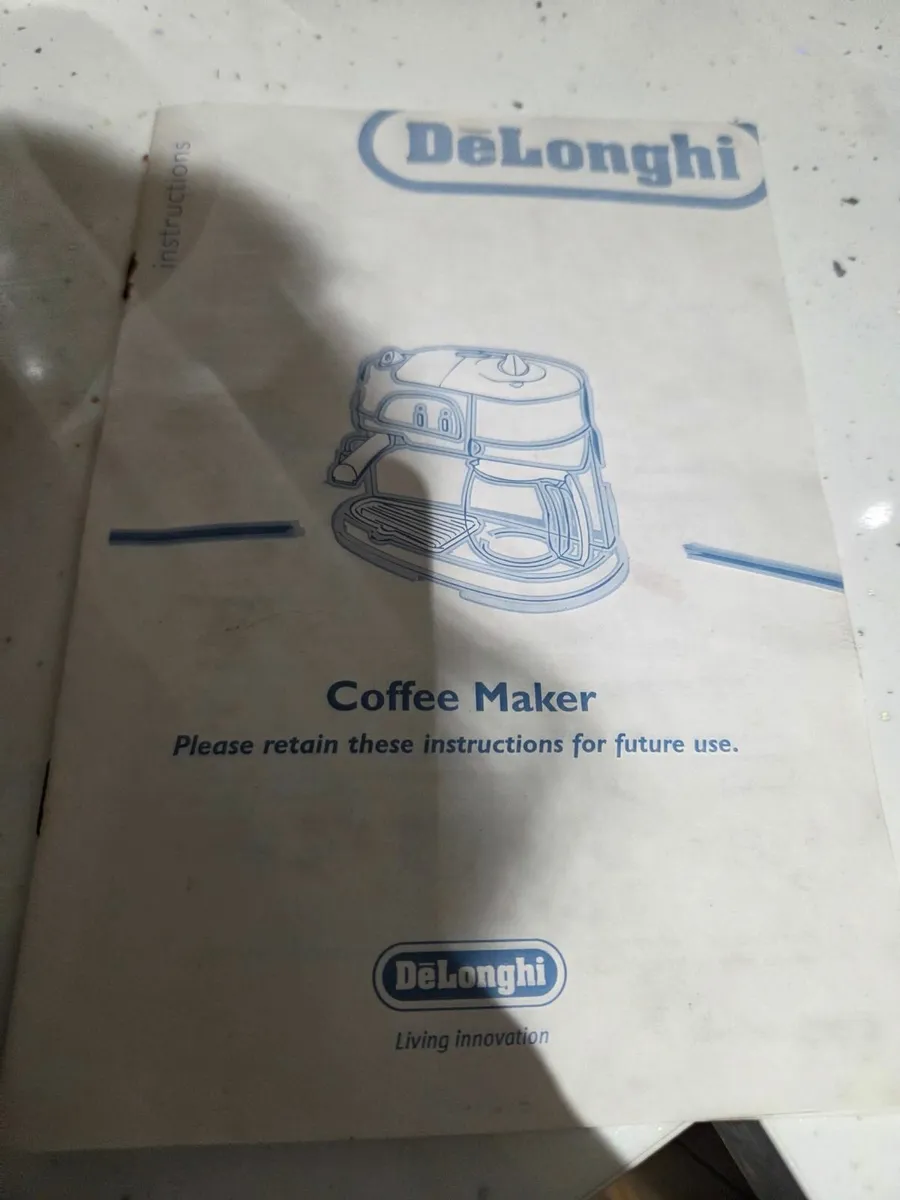 instructions
DēLonghi
Coffee Maker
Please retain these instructions for future use.
DēLonghi
Living innovation